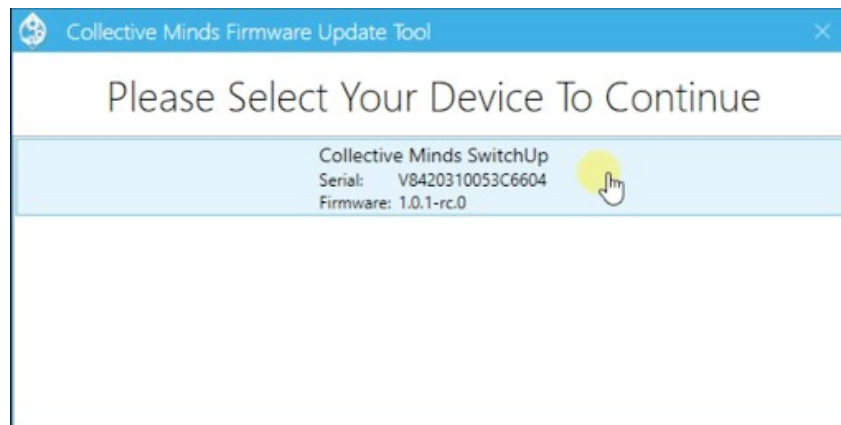 Collective Minds Firmware Update Tool
Please Select Your Device To Continue
Collective Minds SwitchUp
Serial: V8420310053C6604
Firmware: 1.0.1-rc.0